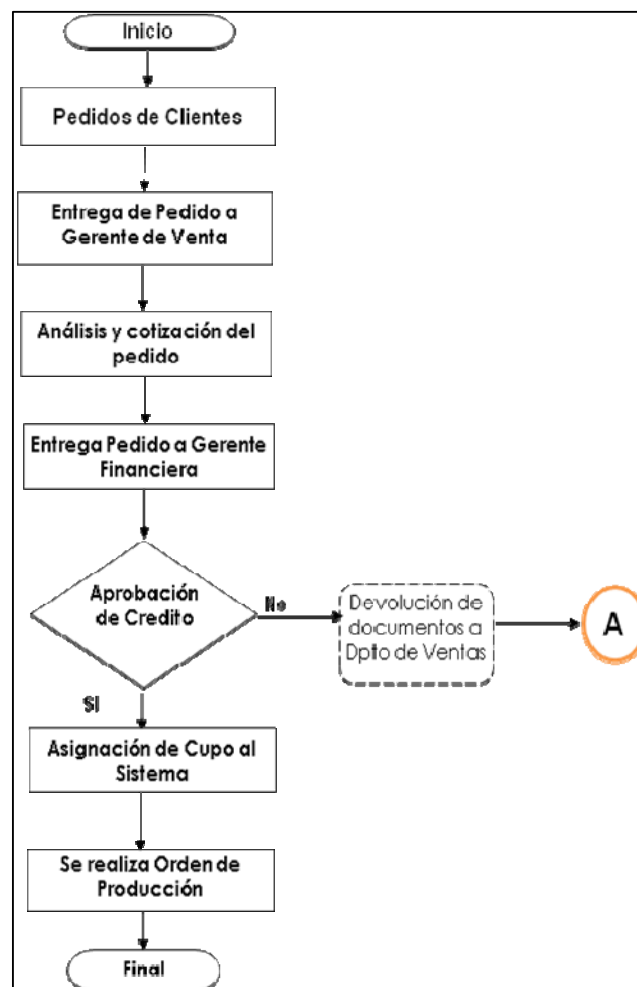 Inicio
Pedidos de Clientes
Entrega de Pedido a
Gerente de Venta
Análisis y cotización del
pedido
Entrega Pedido a Gerente
Financiera
Aprobación
de Credito
No
Devolución de
documentos a
Dpto de Ventas
A
SI
Asignación de Cupo al
Sistema
Se realiza Orden de
Producción
Final